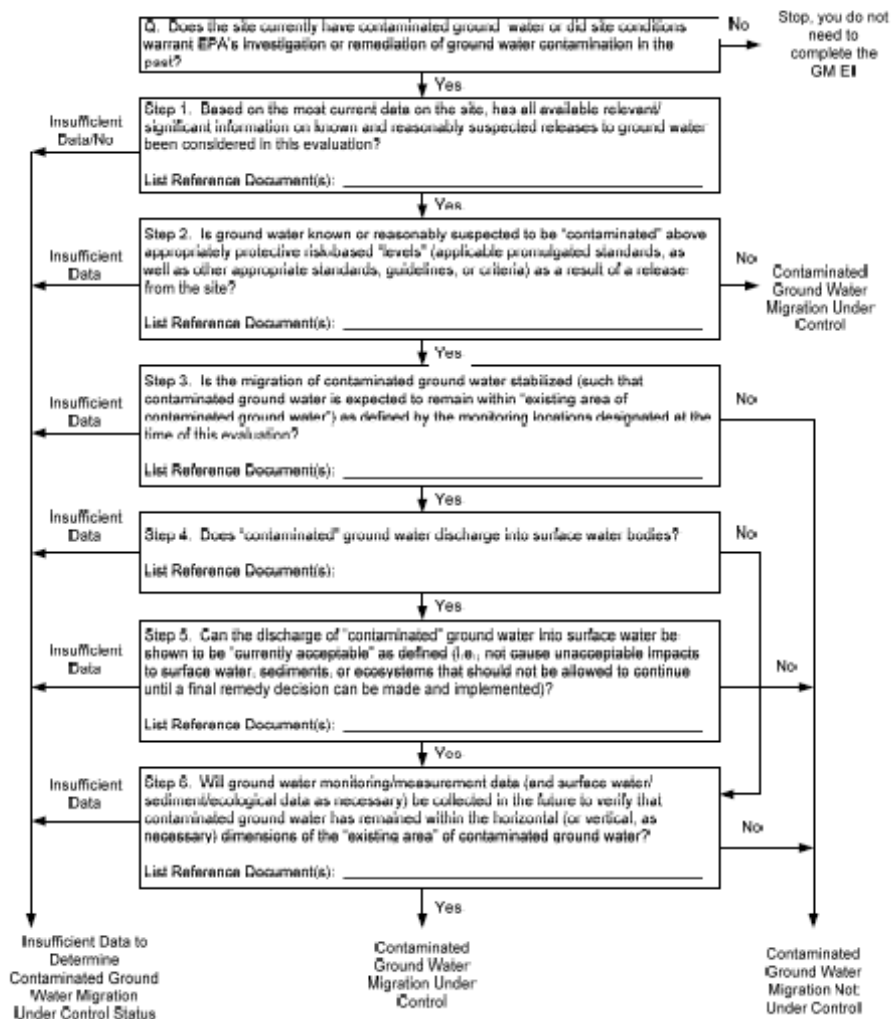 Q. Does the site currently have contaminated ground water or did site conditions
warrant EPA's investigation or remediation of ground water contamination in the
past?
No
Stop, you do not
need to
complete the
GM EI
Yes
Insufficient
Data/No
Step 1. Based on the most current data on the site, has all available relevant/
significant information on known and reasonably suspected releases to ground water
been considered in this evaluation?
List Reference Document(s):
Yes
Insufficient
Data
Step 2. Is ground water known or reasonably suspected to be "contaminated" above
appropriately protective risk-based "levels" (applicable promulgated standards, as
well as other appropriate standards, guidelines, or criteria) as a result of a release
from the site?
List Reference Document(s):
No
Contaminated
Ground Water
Migration Under
Control
Yes
Insufficient
Data
Step 3. Is the migration of contaminated ground water stabilized (such that
contaminated ground water is expected to remain within "existing area of
contaminated ground water") as defined by the monitoring locations designated at the
time of this evaluation?
List Reference Document(s):
No
Yes
Insufficient
Data
Step 4. Does "contaminated" ground water discharge into surface water bodies?
List Reference Document(s):
No
Yes
Insufficient
Data
Step 5. Can the discharge of "contaminated" ground water into surface water be
shown to be "currently acceptable" as defined (i.e., not cause unacceptable impacts
to surface water, sediments, or ecosystems that should not be allowed to continue
until a final remedy decision can be made and implemented)?
List Reference Document(s):
No
Yes
Insufficient
Data
Step 6. Will ground water monitoring/measurement data (and surface water/
sediment/ecological data as necessary) be collected in the future to verify that
contaminated ground water has remained within the horizontal (or vertical, as
necessary) dimensions of the "existing area" of contaminated ground water?
List Reference Document(s):
No
Yes
Insufficient Data to
Determine
Contaminated Ground
Water Migration
Under Control Status
Contaminated
Ground Water
Migration Under
Control
Contaminated
Ground Water
Migration Not
Under Control